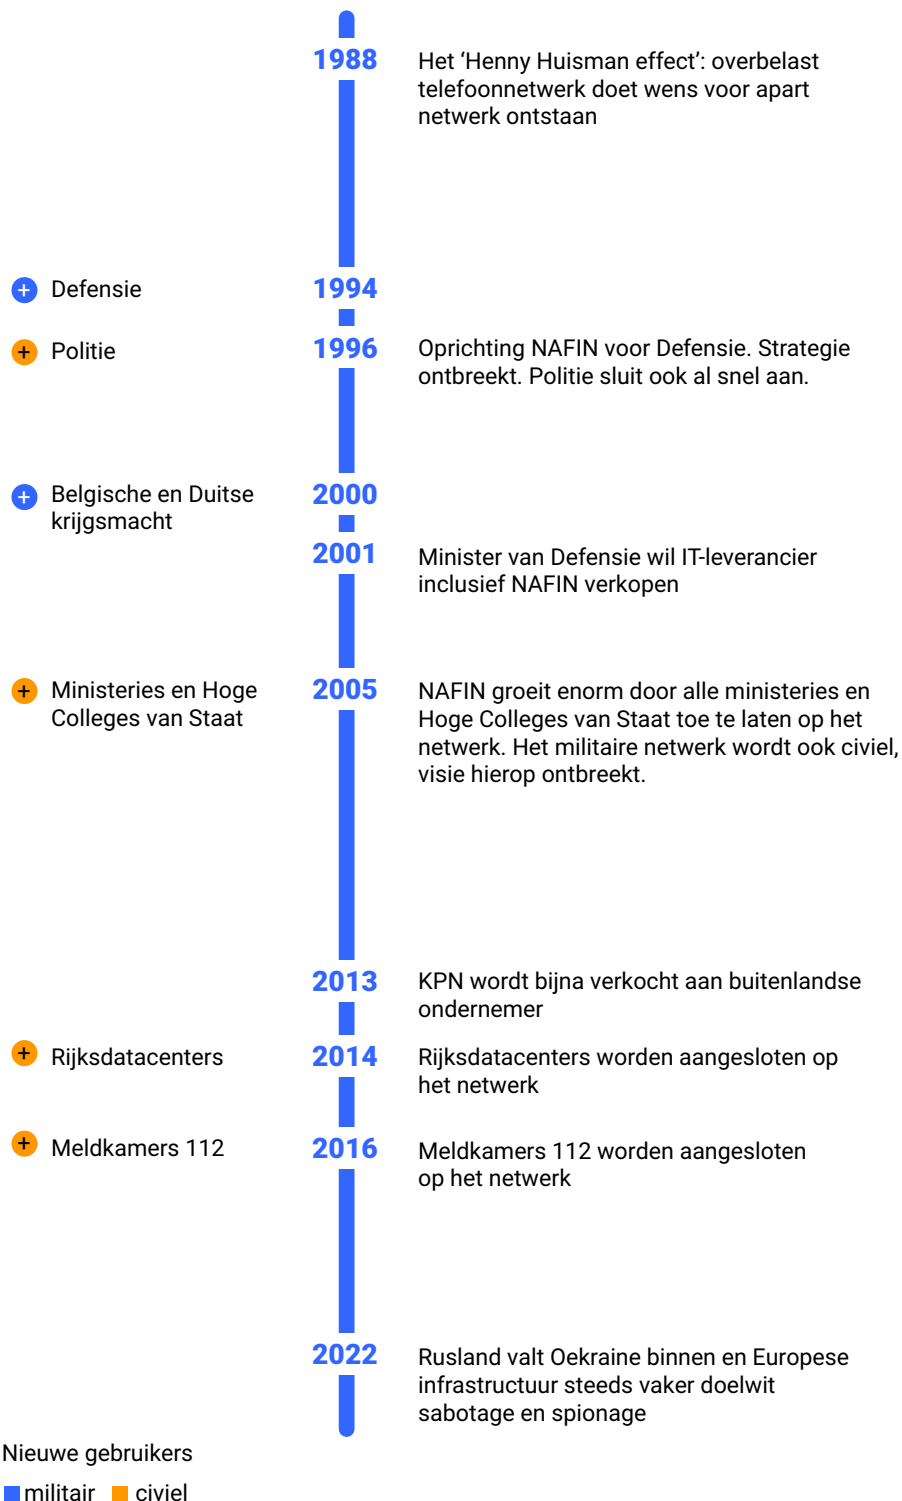 1988
Het ‘Henny Huisman effect’: overbelast
telefoonnetwerk doet wens voor apart
netwerk ontstaan
Defensie
1994
Politie
1996
Oprichting NAFIN voor Defensie. Strategie
ontbreekt. Politie sluit ook al snel aan.
Belgische en Duitse
krijgsmacht
2000
2001
Minister van Defensie wil IT-leverancier
inclusief NAFIN verkopen
Ministeries en Hoge
Colleges van Staat
2005
NAFIN groeit enorm door alle ministeries en
Hoge Colleges van Staat toe te laten op het
netwerk. Het militaire netwerk wordt ook civiel,
visie hierop ontbreekt.
2013
KPN wordt bijna verkocht aan buitenlandse
ondernemer
Rijksdatacenters
2014
Rijksdatacenters worden aangesloten op
het netwerk
Meldkamers 112
2016
Meldkamers 112 worden aangesloten
op het netwerk
2022
Rusland valt Oekraine binnen en Europese
infrastructuur steeds vaker doelwit
sabotage en spionage
Nieuwe gebruikers
militair civiel